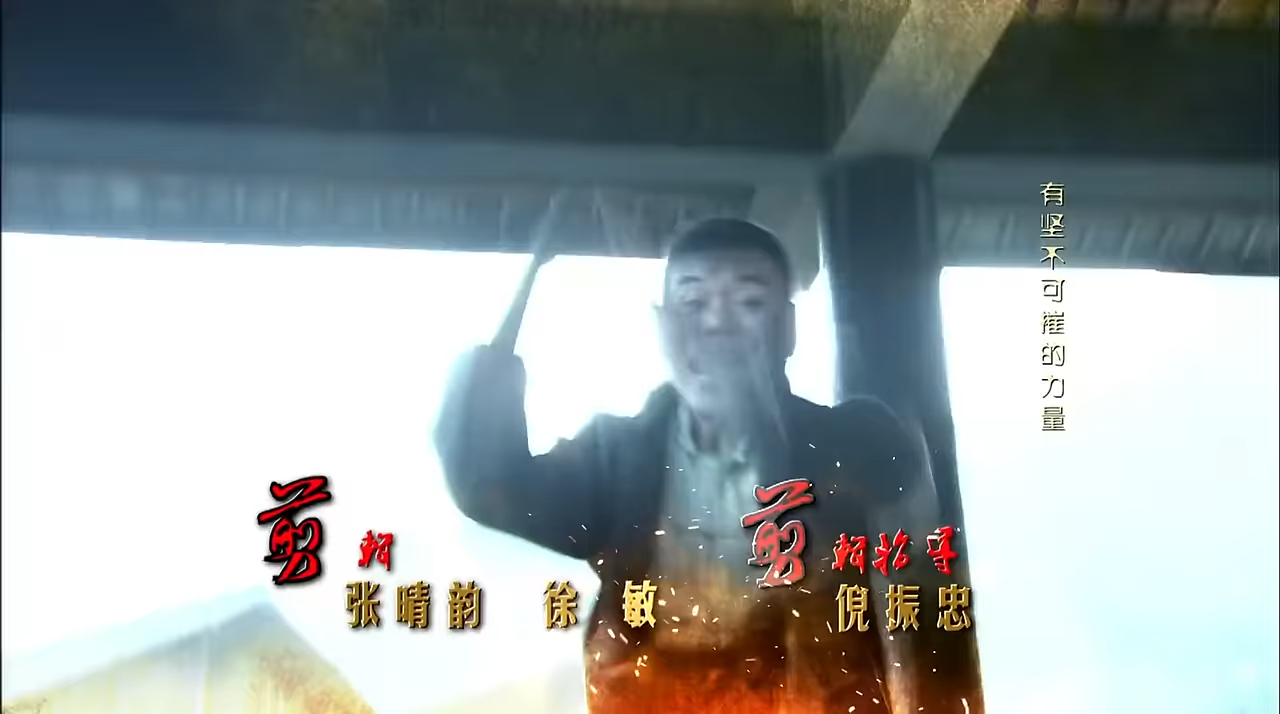 有坚不可摧的力量
剪辑
张晴韵 徐敏
剪辑指导
倪振忠